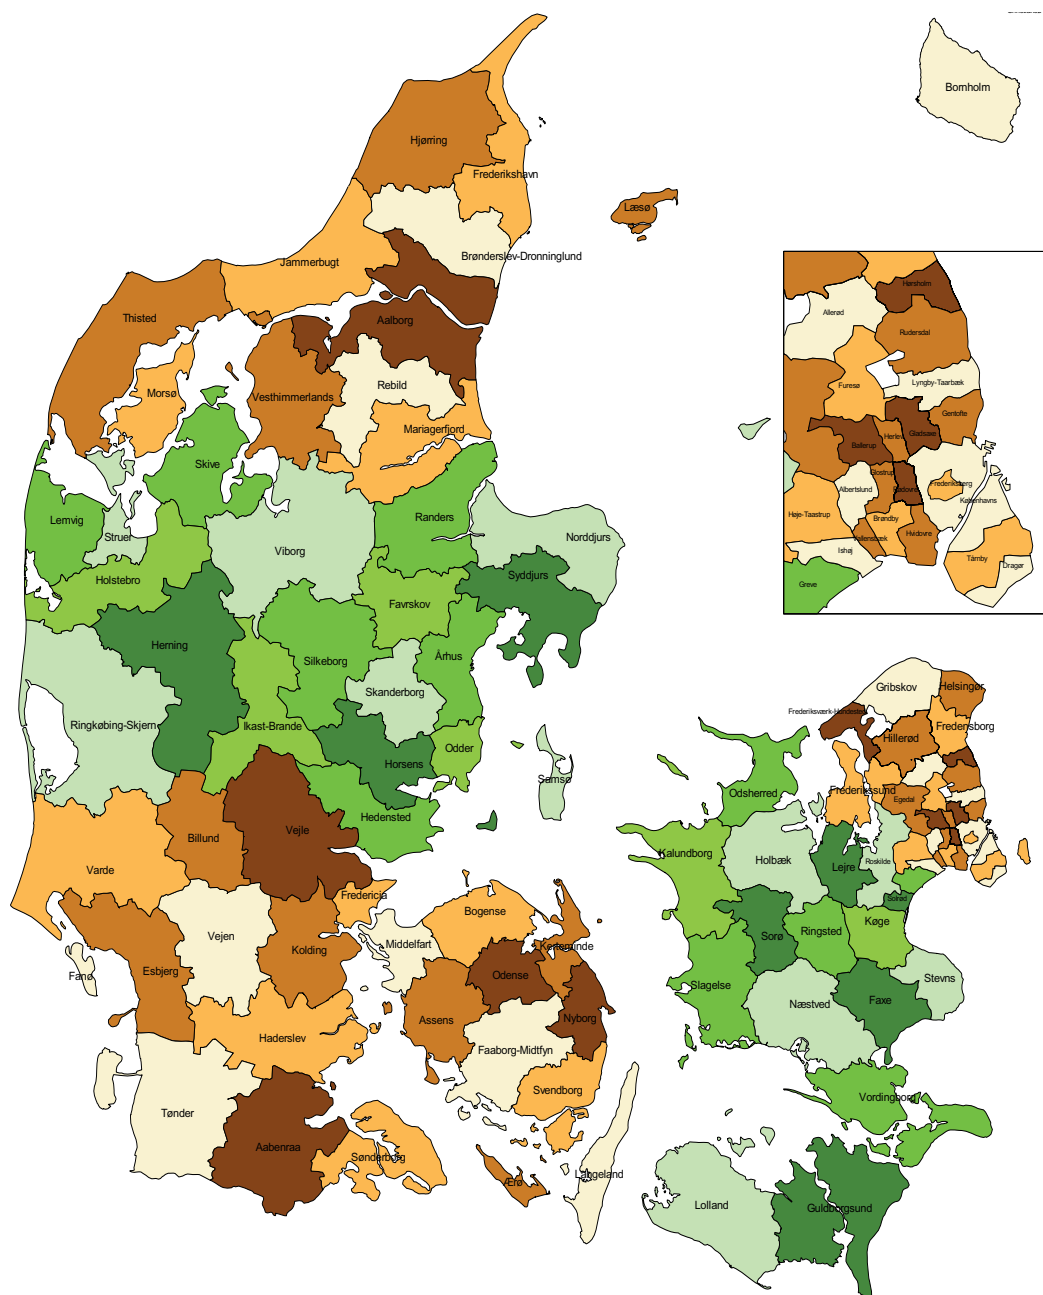 Bornholm
Hjørring
Frederikshavn
Læsø
Brønderslev-Dronninglund
Jammerbugt
Thisted
Aalborg
Rebild
Morsø
Vesthimmerlands
Mariagerfjord
Skive
Lemvig
Struer
Randers
Norddjurs
Viborg
Holstebro
Syddjurs
Favrskov
Herning
Silkeborg
Århus
Skanderborg
Ringkøbing-Skjern
Ikast-Brande
Odder
Horsens
Samsø
Hedensted
Billund
Vejle
Varde
Fredericia
Vejen
Kolding
Middelfart
Bogense
Kerteminde
Fanø
Esbjerg
Odense
Assens
Nyborg
Haderslev
Faaborg-Midtfyn
Svendborg
Tønder
Aabenraa
Sønderborg
Ærø
Langeland
Hørsholm
Allerød
Rudersdal
Furesø
Lyngby-Taarbæk
Gentofte
Ballerup
Herlev
Gladsaxe
Glostrup
Rødovre
Frederiksberg
Albertslund
Københavns
Høje-Taastrup
Brøndby
Vallensbæk
Hvidovre
Ishøj
Tårnby
Dragør
Greve
Gribskov
Helsingør
Frederiksværk-Hundested
Fredensborg
Hillerød
Frederikssund
Egedal
Odsherred
Kalundborg
Holbæk
Lejre
Roskilde
Solrød
Sorø
Ringsted
Køge
Slagelse
Stevns
Næstved
Faxe
Vordingborg
Lolland
Guldborgsund